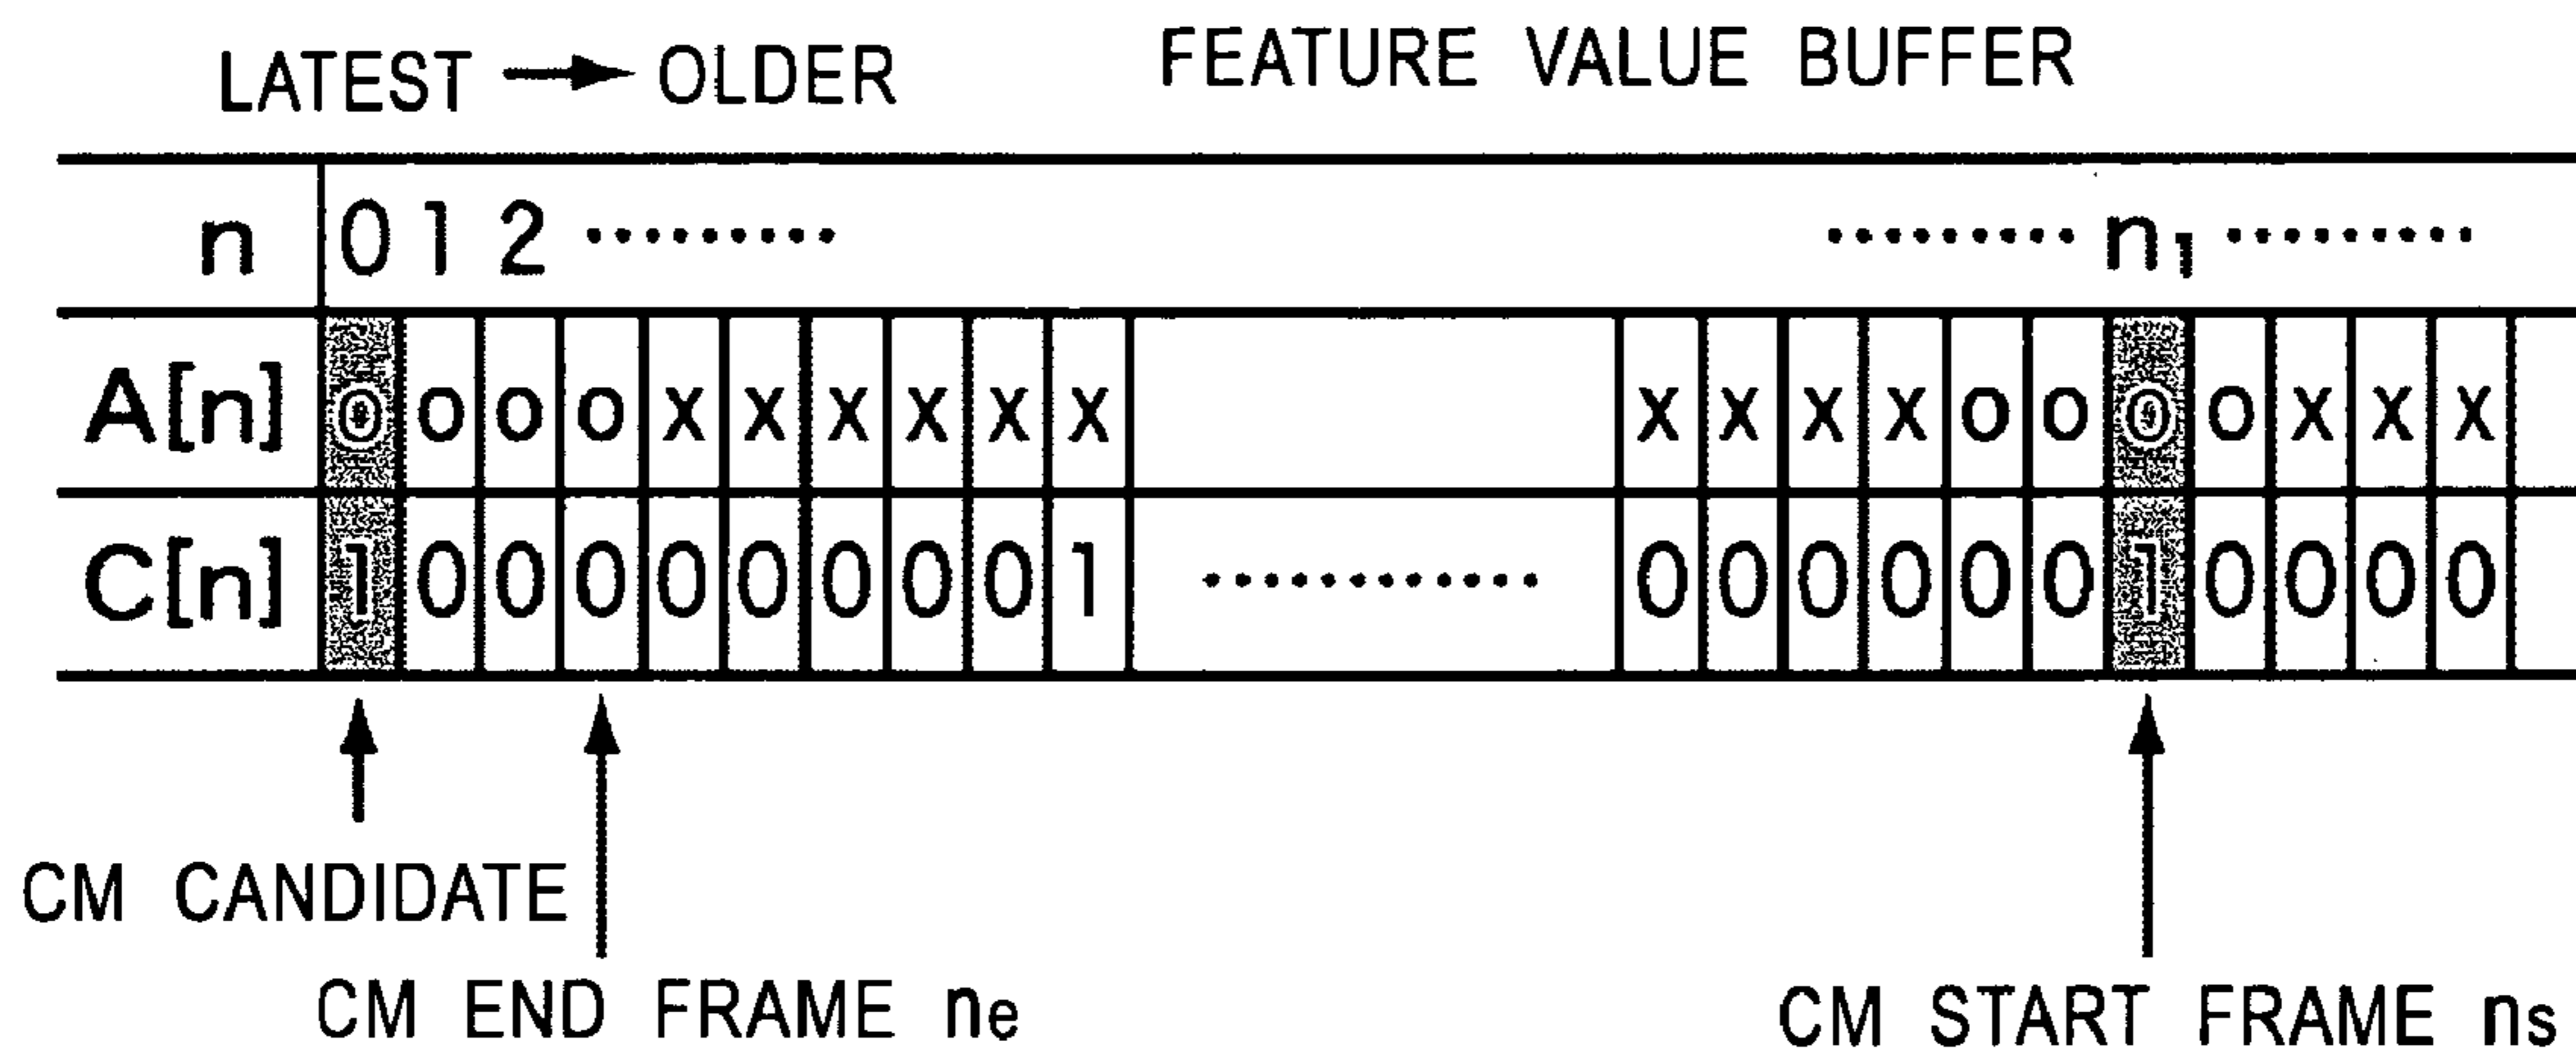 LATEST → OLDER FEATURE VALUE BUFFER
n 0 1 2 ········· ········· n₁ ·········
A[n] o o o o x x x x x x x x x x o o o o x x x
C[n] 1 0 0 0 0 0 0 0 0 1 ············ 0 0 0 0 0 0 1 0 0 0 0
CM CANDIDATE
CM END FRAME nₑ CM START FRAME nₛ